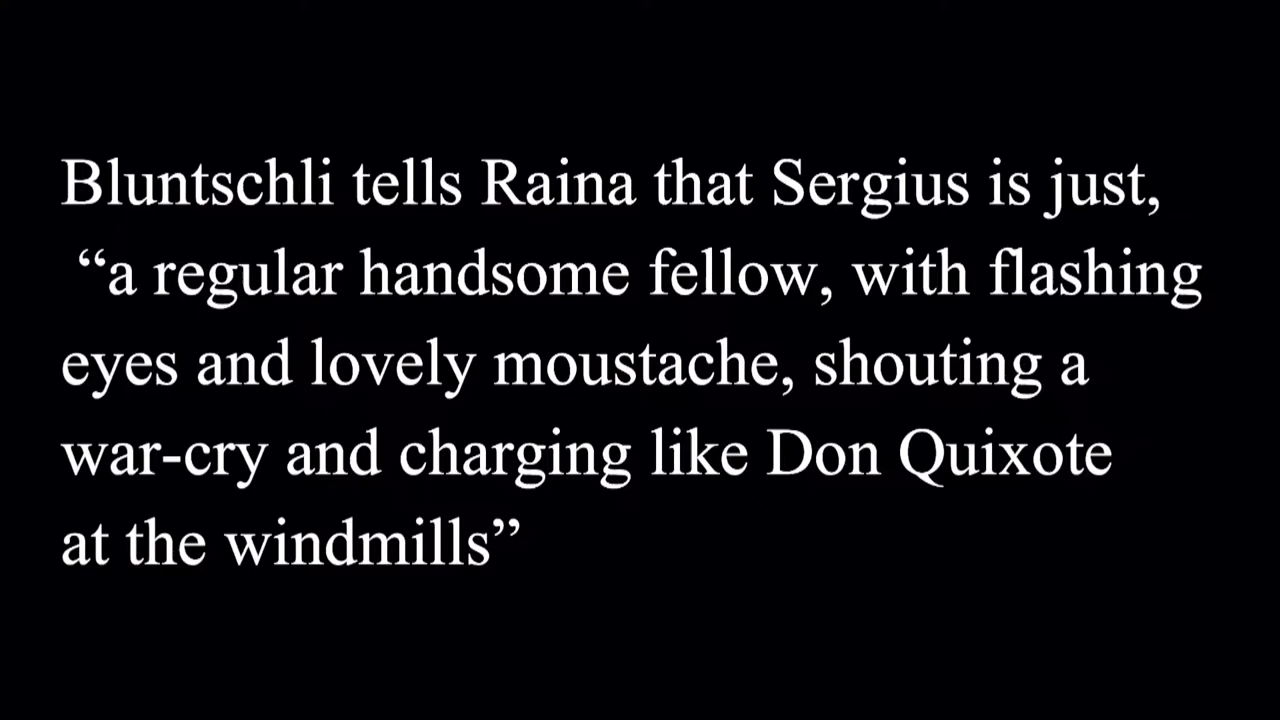 Bluntschli tells Raina that Sergius is just,
“a regular handsome fellow, with flashing
eyes and lovely moustache, shouting a
war-cry and charging like Don Quixote
at the windmills”